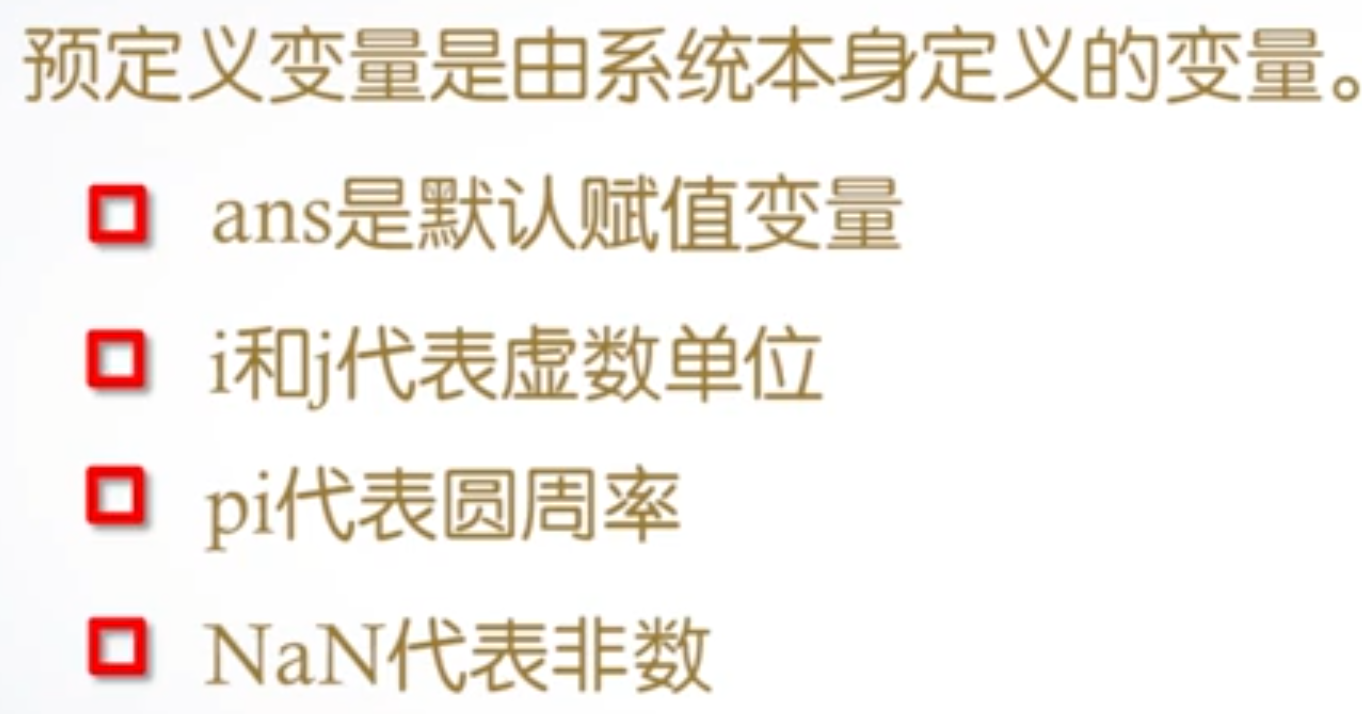 预定义变量是由系统本身定义的变量。
ans是默认赋值变量
i和j代表虚数单位
pi代表圆周率
NaN代表非数